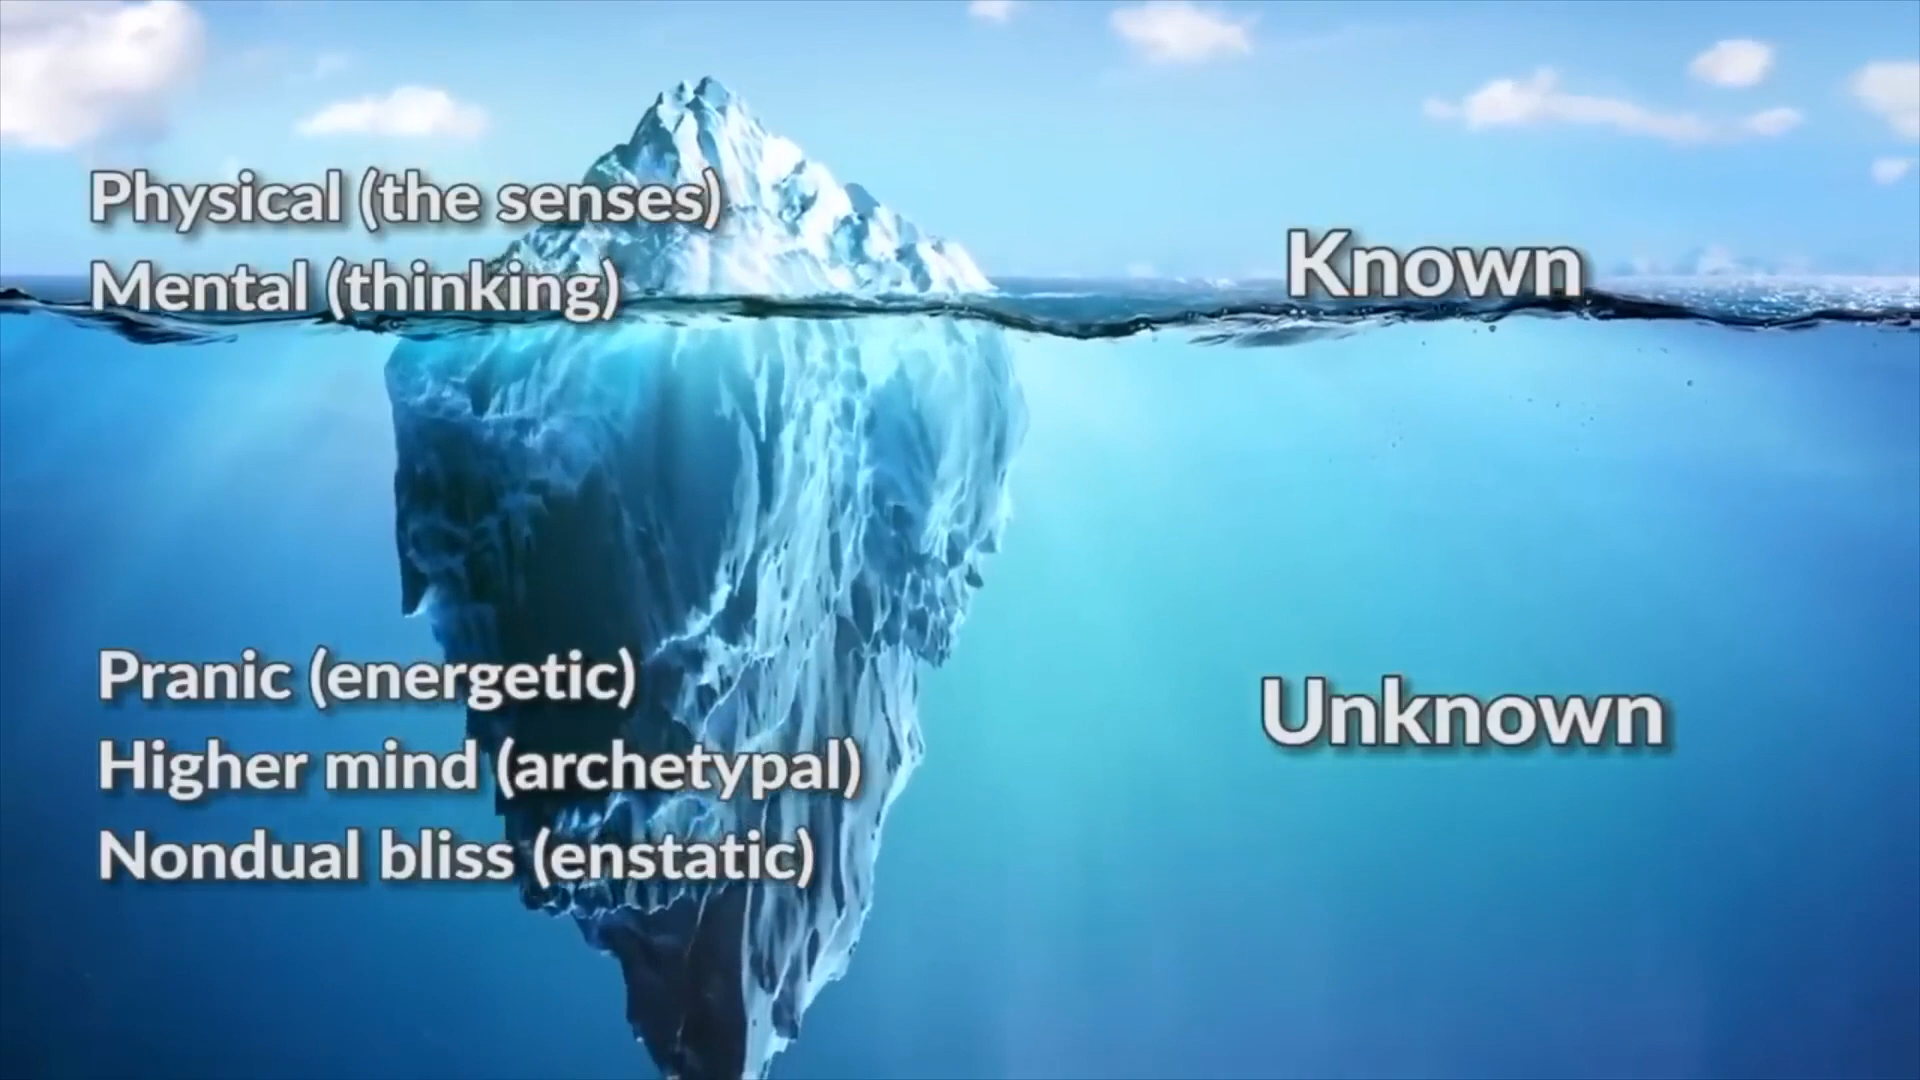 Physical (the senses)
Mental (thinking)
Known
Pranic (energetic)
Higher mind (archetypal)
Nondual bliss (enstatic)
Unknown